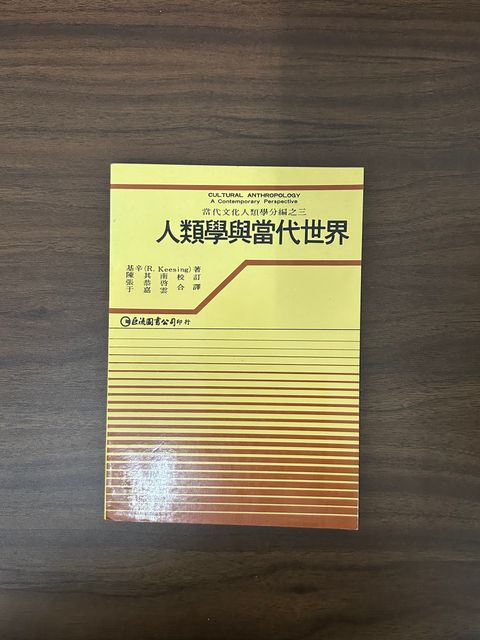 CULTURAL ANTHROPOLOGY
A Contemporary Perspective
當代文化人類學分編之三
人類學與當代世界
基辛(R. Keesing)著
陳其南校訂
張恭啓
于嘉雲合譯
巨流圖書公司印行